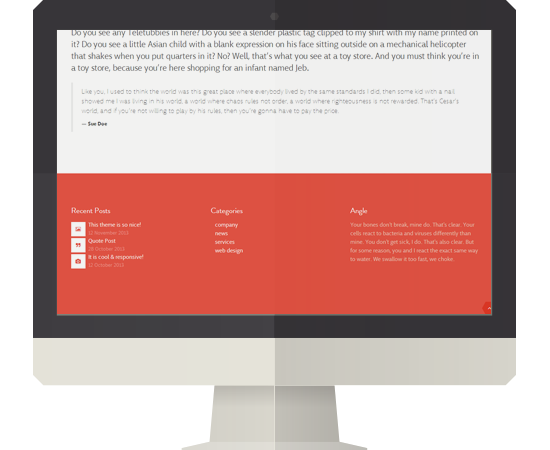 Do you see any Teletubbies in here? Do you see a slender plastic tag clipped to my shirt with my name printed on
it? Do you see a little Asian child with a blank expression on his face sitting outside on a mechanical helicopter
that shakes when you put quarters in it? No? Well, that's what you see at a toy store. And you must think you're in
a toy store, because you're here shopping for an infant named Jeb.
Like you, I used to think the world was this great place where everybody lived by the same standards I did, then some kid with a nail
showed me I was living in his world, a world where chaos rules not order, a world where righteousness is not rewarded. That's Cesar's
world, and if you're not willing to play by his rules, then you're gonna have to pay the price.
— Sue Doe
Recent Posts
This theme is so nice!
12 November 2013
Quote Post
28 October 2013
It is cool & responsive!
12 October 2013
Categories
company
news
services
web design
Angle
Your bones don't break, mine do. That's clear. Your
cells react to bacteria and viruses differently than
mine. You don't get sick, I do. That's also clear. But
for some reason, you and I react the exact same way
to water. We swallow it too fast, we choke.